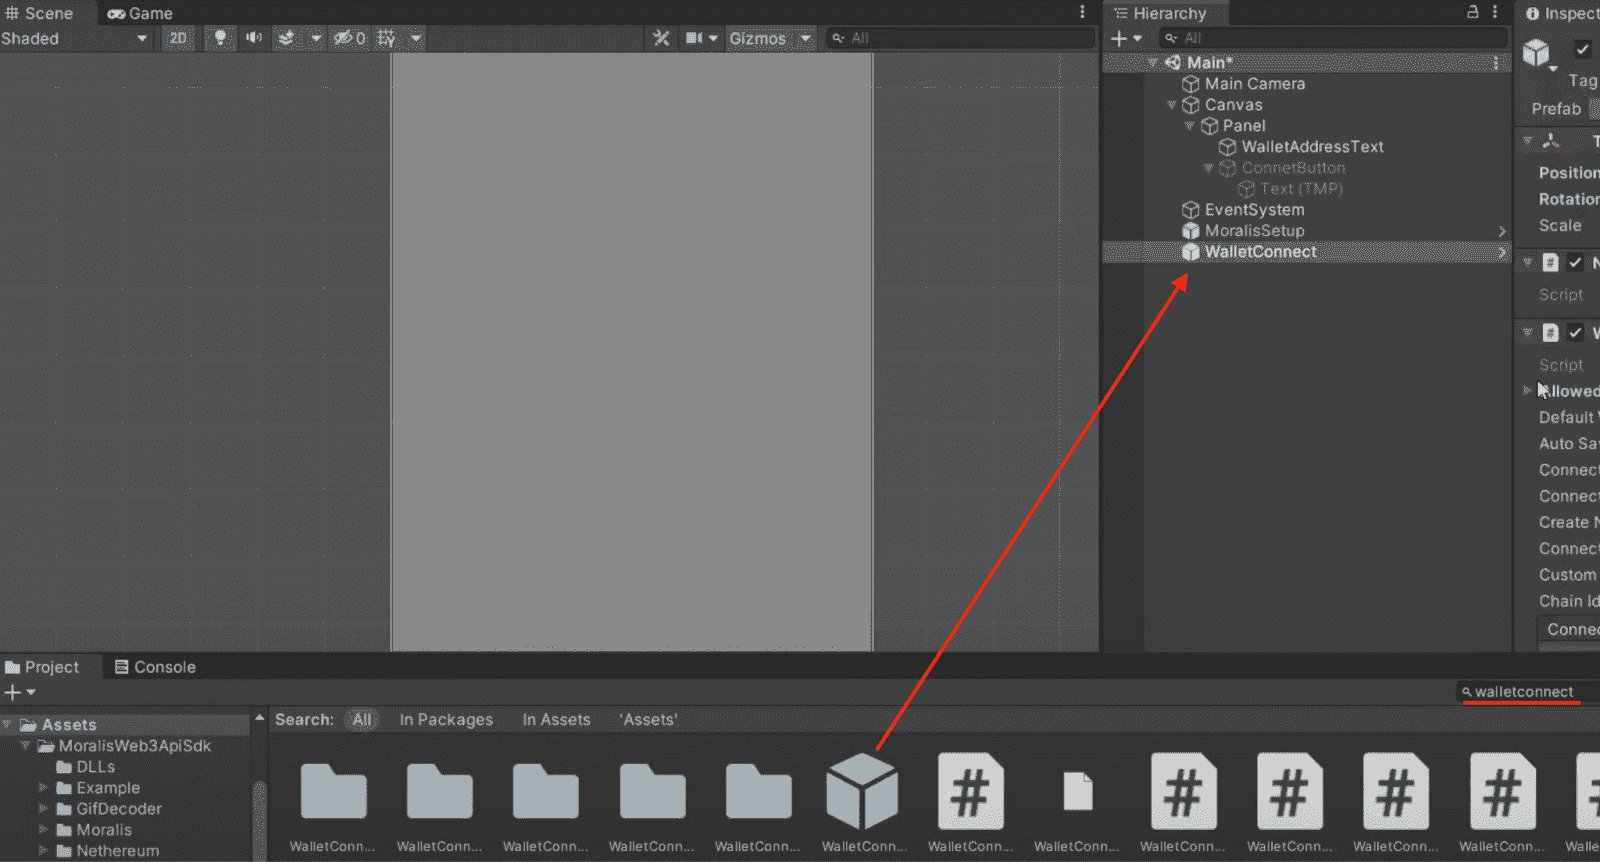 Scene
Game
Shaded
2D
0
Gizmos
All
Hierarchy
All
Main*
Main Camera
Canvas
Panel
WalletAddressText
ConnetButton
Text (TMP)
EventSystem
MoralisSetup
WalletConnect
Inspect
Tag
Prefab
T
Position
Rotation
Scale
# N
Script
# W
Script
Allowed
Default
Auto Sav
Connect
Connect
Create N
Connect
Custom
Chain Id
Connec
Project
Console
walletconnect
Assets
MoralisWeb3ApiSdk
DLLs
Example
GifDecoder
Moralis
Nethereum
Search: All In Packages In Assets 'Assets'
# # # # #
WalletConn... WalletConn... WalletConn... WalletConn... WalletConn... WalletConn... WalletConn... WalletConn... WalletConn... WalletConn... WalletConn... WalletConn... Walle